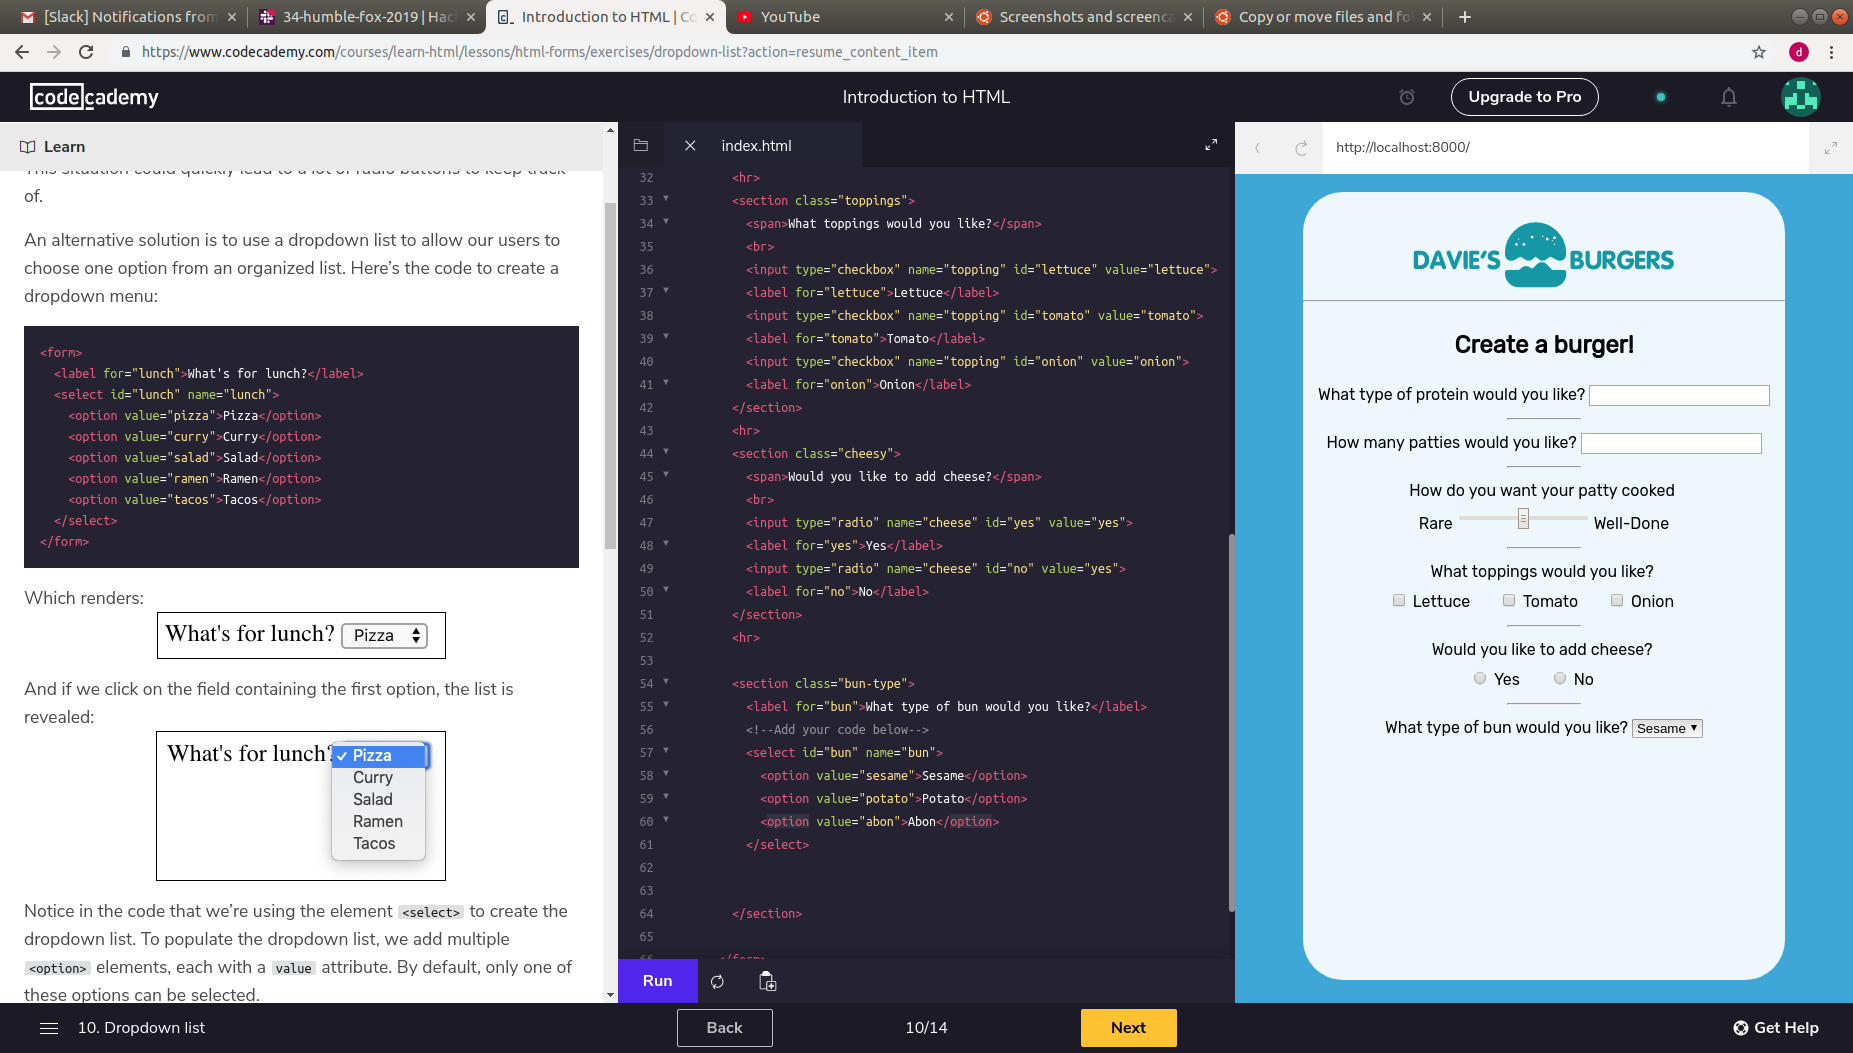 [Slack] Notifications from
34-humble-fox-2019 | Hac
Introduction to HTML | Co
YouTube
Screenshots and screenca
Copy or move files and fo
https://www.codecademy.com/courses/learn-html/lessons/html-forms/exercises/dropdown-list?action=resume_content_item
d
codecademy
Introduction to HTML
Upgrade to Pro
Learn
This situation could quickly lead to a lot of radio buttons to keep track
of.
An alternative solution is to use a dropdown list to allow our users to
choose one option from an organized list. Here’s the code to create a
dropdown menu:
<form>
<label for="lunch">What's for lunch?</label>
<select id="lunch" name="lunch">
<option value="pizza">Pizza</option>
<option value="curry">Curry</option>
<option value="salad">Salad</option>
<option value="ramen">Ramen</option>
<option value="tacos">Tacos</option>
</select>
</form>
Which renders:
What's for lunch? Pizza
And if we click on the field containing the first option, the list is
revealed:
What's for lunch? ✓ Pizza
Curry
Salad
Ramen
Tacos
Notice in the code that we’re using the element <select> to create the
dropdown list. To populate the dropdown list, we add multiple
<option> elements, each with a value attribute. By default, only one of
these options can be selected.
index.html
32 <hr>
33 <section class="toppings">
34 <span>What toppings would you like?</span>
35 <br>
36 <input type="checkbox" name="topping" id="lettuce" value="lettuce">
37 <label for="lettuce">Lettuce</label>
38 <input type="checkbox" name="topping" id="tomato" value="tomato">
39 <label for="tomato">Tomato</label>
40 <input type="checkbox" name="topping" id="onion" value="onion">
41 <label for="onion">Onion</label>
42 </section>
43 <hr>
44 <section class="cheesy">
45 <span>Would you like to add cheese?</span>
46 <br>
47 <input type="radio" name="cheese" id="yes" value="yes">
48 <label for="yes">Yes</label>
49 <input type="radio" name="cheese" id="no" value="yes">
50 <label for="no">No</label>
51 </section>
52 <hr>
53
54 <section class="bun-type">
55 <label for="bun">What type of bun would you like?</label>
56 <!--Add your code below-->
57 <select id="bun" name="bun">
58 <option value="sesame">Sesame</option>
59 <option value="potato">Potato</option>
60 <option value="abon">Abon</option>
61 </select>
62
63
64 </section>
65
66 </form>
Run
http://localhost:8000/
DAVIE'S BURGERS
Create a burger!
What type of protein would you like?
How many patties would you like?
How do you want your patty cooked
Rare Well-Done
What toppings would you like?
Lettuce Tomato Onion
Would you like to add cheese?
Yes No
What type of bun would you like? Sesame
10. Dropdown list
Back
10/14
Next
Get Help